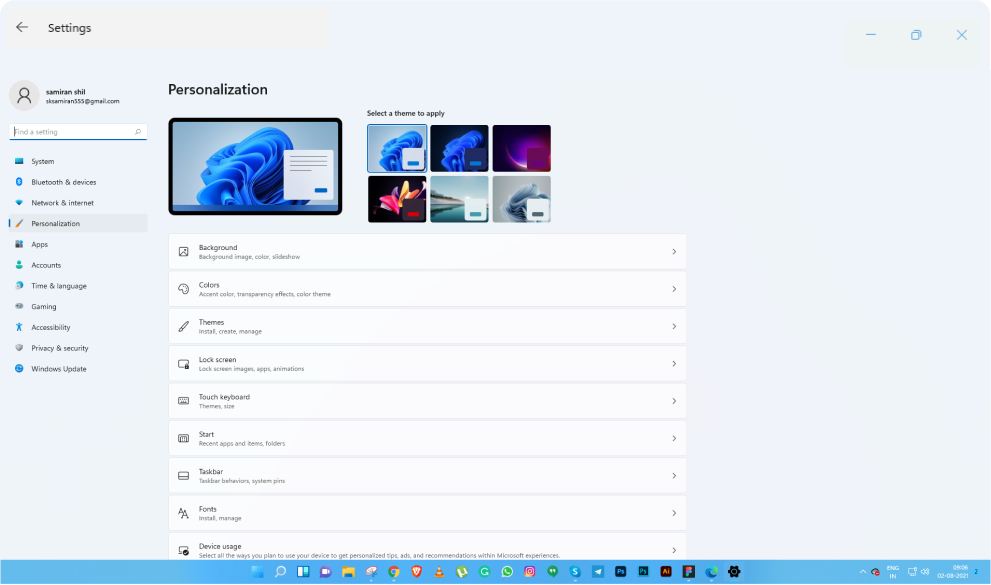 Settings
samiran shil
sksamiran555@gmail.com
Find a setting
System
Bluetooth & devices
Network & internet
Personalization
Apps
Accounts
Time & language
Gaming
Accessibility
Privacy & security
Windows Update
Personalization
Select a theme to apply
Background
Background image, color, slideshow
Colors
Accent color, transparency effects, color theme
Themes
Install, create, manage
Lock screen
Lock screen images, apps, animations
Touch keyboard
Themes, size
Start
Recent apps and items, folders
Taskbar
Taskbar behaviors, system pins
Fonts
Install, manage
Device usage
Select all the ways you plan to use your device to get personalized tips, ads, and recommendations within Microsoft experiences.
Ps
Ai
ENG
IN
09:06
02-08-2021
2